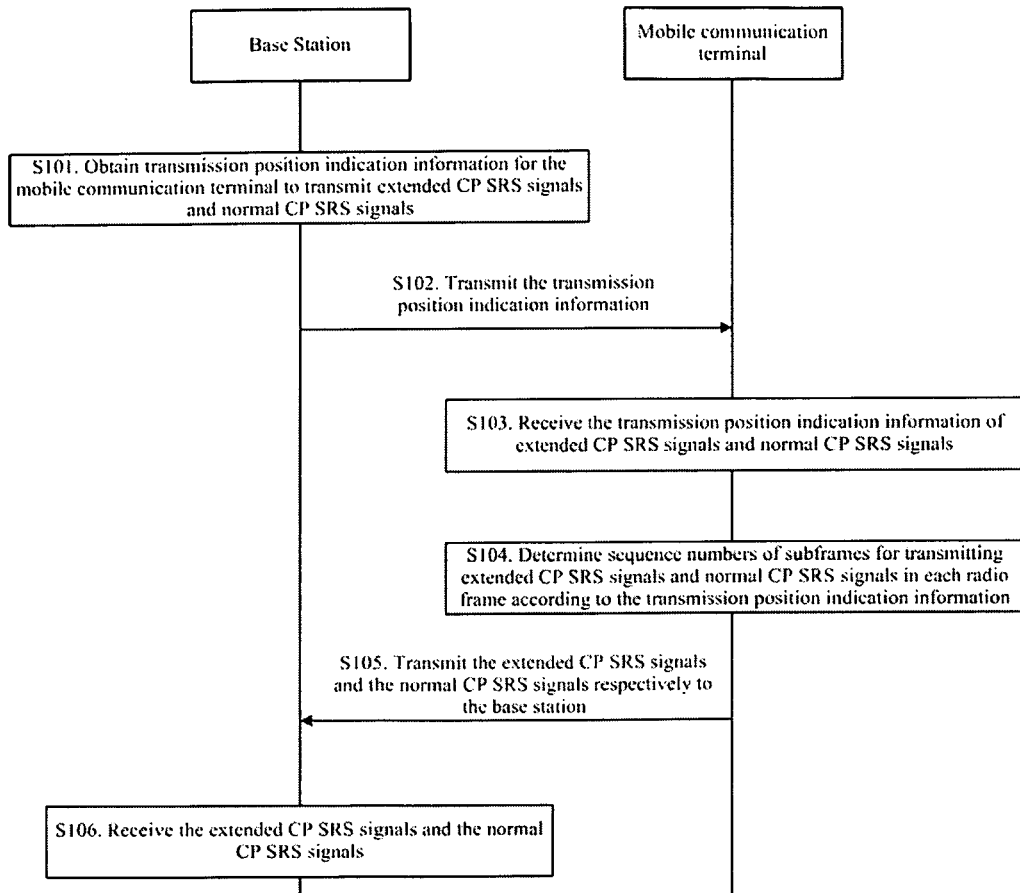 Base Station
Mobile communication
terminal
S101. Obtain transmission position indication information for the
mobile communication terminal to transmit extended CP SRS signals
and normal CP SRS signals
S102. Transmit the transmission
position indication information
S103. Receive the transmission position indication information of
extended CP SRS signals and normal CP SRS signals
S104. Determine sequence numbers of subframes for transmitting
extended CP SRS signals and normal CP SRS signals in each radio
frame according to the transmission position indication information
S105. Transmit the extended CP SRS signals
and the normal CP SRS signals respectively to
the base station
S106. Receive the extended CP SRS signals and the normal
CP SRS signals